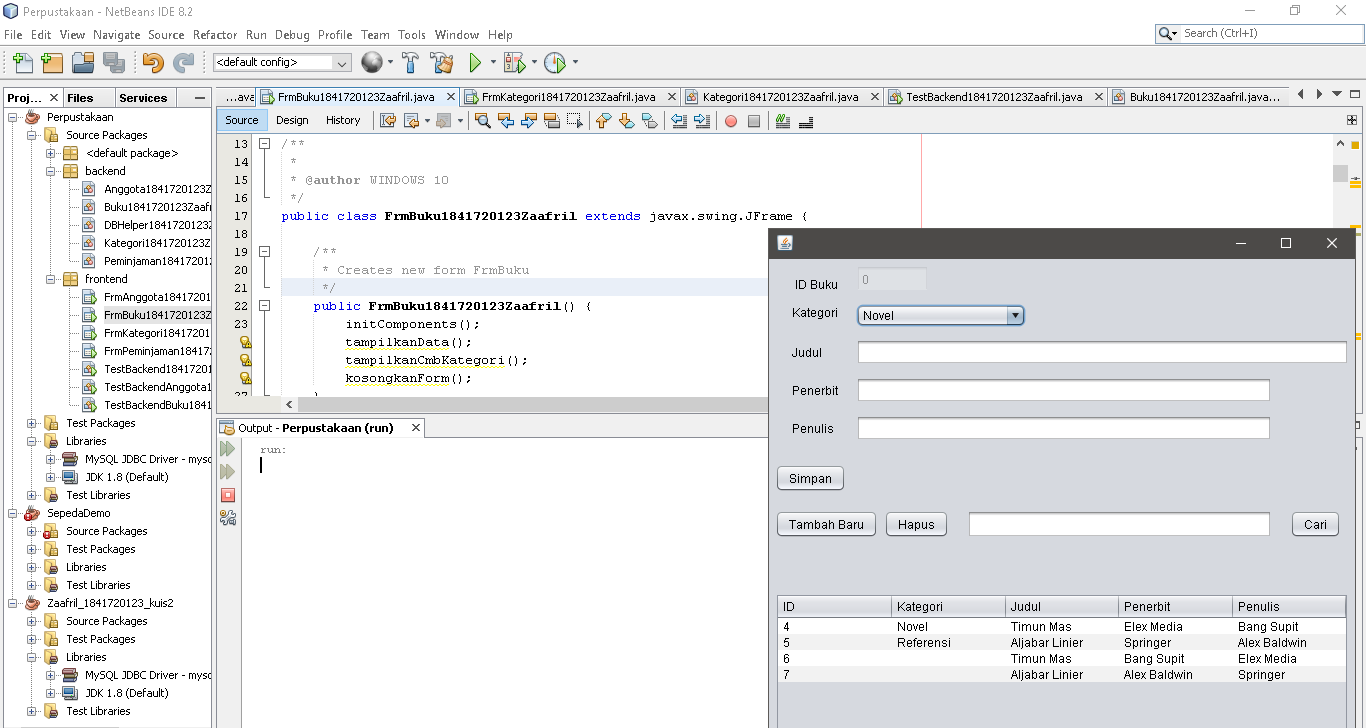 Perpustakaan - NetBeans IDE 8.2
File Edit View Navigate Source Refactor Run Debug Profile Team Tools Window Help
Search (Ctrl+I)
<default config>
Proj... Files Services
...ava FrmBuku1841720123Zaafril.java FrmKategori1841720123Zaafril.java Kategori1841720123Zaafril.java TestBackend1841720123Zaafril.java Buku1841720123Zaafril.java...
Source Design History
Perpustakaan
Source Packages
<default package>
backend
Anggota1841720123Z
Buku1841720123Zaafr
DBHelper1841720123Z
Kategori1841720123Z
Peminjaman184172012
frontend
FrmAnggota1841720
FrmBuku1841720123Z
FrmKategori1841720
FrmPeminjaman1841
TestBackend1841720
TestBackendAnggota1
TestBackendBuku1841
Test Packages
Libraries
MySQL JDBC Driver - mysc
JDK 1.8 (Default)
Test Libraries
SepedaDemo
Source Packages
Test Packages
Libraries
Test Libraries
Zaafril_1841720123_kuis2
Source Packages
Test Packages
Libraries
MySQL JDBC Driver - mysc
JDK 1.8 (Default)
Test Libraries
13 /**
14 *
15 * @author WINDOWS 10
16 */
17 public class FrmBuku1841720123Zaafril extends javax.swing.JFrame {
18
19 /**
20 * Creates new form FrmBuku
21 */
22 public FrmBuku1841720123Zaafril() {
23 initComponents();
tampilkanData();
tampilkanCmbKategori();
kosongkanForm();
27 }
Output - Perpustakaan (run)
run:
ID Buku 0
Kategori Novel
Judul
Penerbit
Penulis
Simpan
Tambah Baru Hapus Cari
ID Kategori Judul Penerbit Penulis
4 Novel Timun Mas Elex Media Bang Supit
5 Referensi Aljabar Linier Springer Alex Baldwin
6 Timun Mas Bang Supit Elex Media
7 Aljabar Linier Alex Baldwin Springer